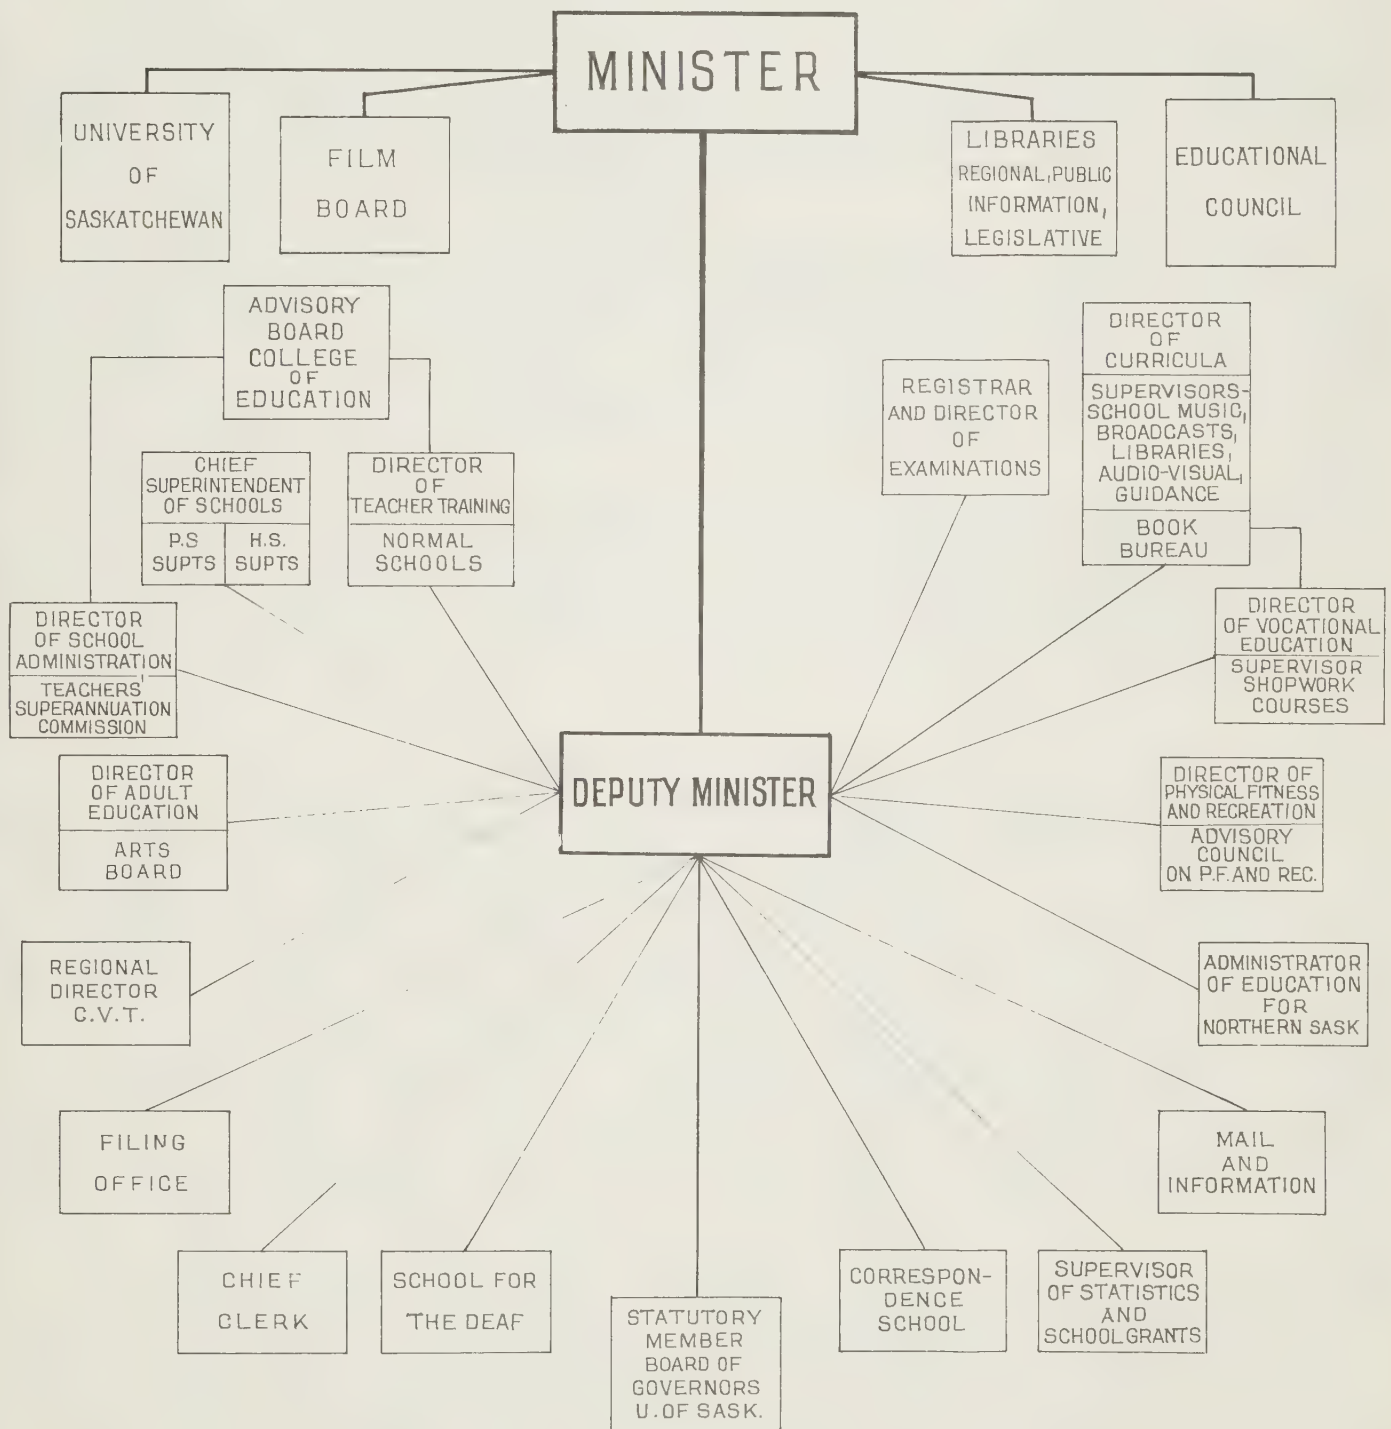 MINISTER
UNIVERSITY
OF
SASKATCHEWAN
FILM
BOARD
LIBRARIES
REGIONAL, PUBLIC
INFORMATION,
LEGISLATIVE
EDUCATIONAL
COUNCIL
ADVISORY
BOARD
COLLEGE
OF
EDUCATION
CHIEF
SUPERINTENDENT
OF SCHOOLS
P.S
SUPTS
H.S.
SUPTS
DIRECTOR
OF
TEACHER TRAINING
NORMAL
SCHOOLS
REGISTRAR
AND DIRECTOR
OF
EXAMINATIONS
DIRECTOR
OF
CURRICULA
SUPERVISORS-
SCHOOL MUSIC,
BROADCASTS,
LIBRARIES,
AUDIO-VISUAL,
GUIDANCE
BOOK
BUREAU
DIRECTOR
OF SCHOOL
ADMINISTRATION
TEACHERS'
SUPERANNUATION
COMMISSION
DIRECTOR
OF VOCATIONAL
EDUCATION
SUPERVISOR
SHOPWORK
COURSES
DEPUTY MINISTER
DIRECTOR
OF ADULT
EDUCATION
ARTS
BOARD
DIRECTOR OF
PHYSICAL FITNESS
AND RECREATION
ADVISORY
COUNCIL
ON P.F. AND REC.
REGIONAL
DIRECTOR
C.V.T.
ADMINISTRATOR
OF EDUCATION
FOR
NORTHERN SASK
FILING
OFFICE
MAIL
AND
INFORMATION
CHIEF
CLERK
SCHOOL FOR
THE DEAF
STATUTORY
MEMBER
BOARD OF
GOVERNORS
U. OF SASK.
CORRESPON-
DENCE
SCHOOL
SUPERVISOR
OF STATISTICS
AND
SCHOOL GRANTS